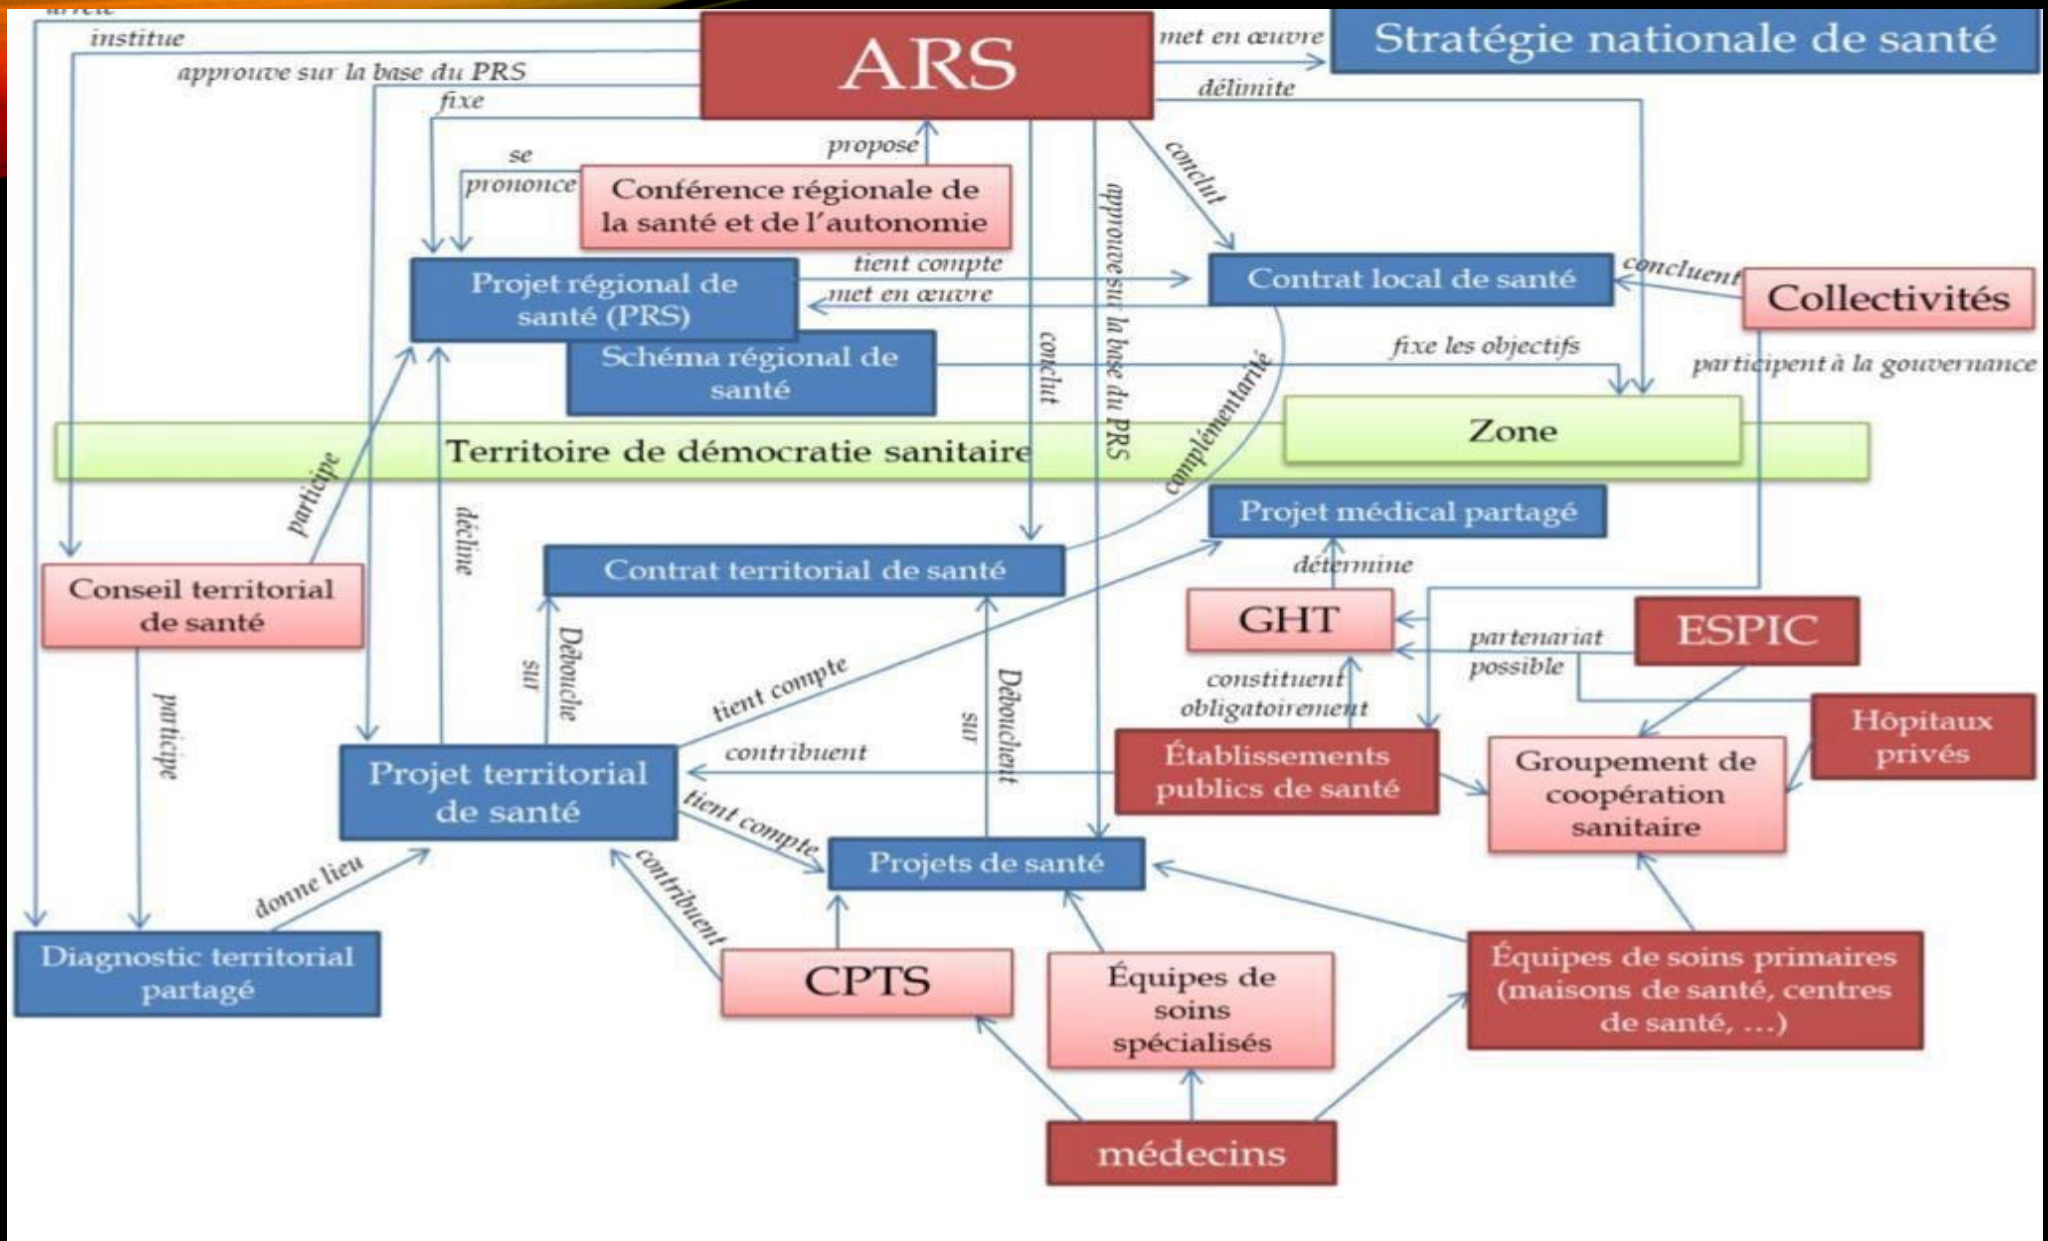 arrête
institue
approuve sur la base du PRS
fixe
ARS
met en œuvre
Stratégie nationale de santé
délimite
propose
se
prononce
Conférence régionale de
la santé et de l'autonomie
conclut
approuve sur la base du PRS
Projet régional de
santé (PRS)
tient compte
met en œuvre
Contrat local de santé
concluent
Collectivités
Schéma régional de
santé
conclut
complémentarité
fixe les objectifs
participent à la gouvernance
Territoire de démocratie sanitaire
Zone
participe
décline
Projet médical partagé
Contrat territorial de santé
détermine
Conseil territorial
de santé
GHT
partenariat
possible
ESPIC
Débouche
sur
tient compte
Débouchent
sur
constituent
obligatoirement
participe
Hôpitaux
privés
Projet territorial
de santé
contribuent
Établissements
publics de santé
Groupement de
coopération
sanitaire
tient compte
donne lieu
contribuent
Projets de santé
Diagnostic territorial
partagé
CPTS
Équipes de
soins
spécialisés
Équipes de soins primaires
(maisons de santé, centres
de santé, ...)
médecins